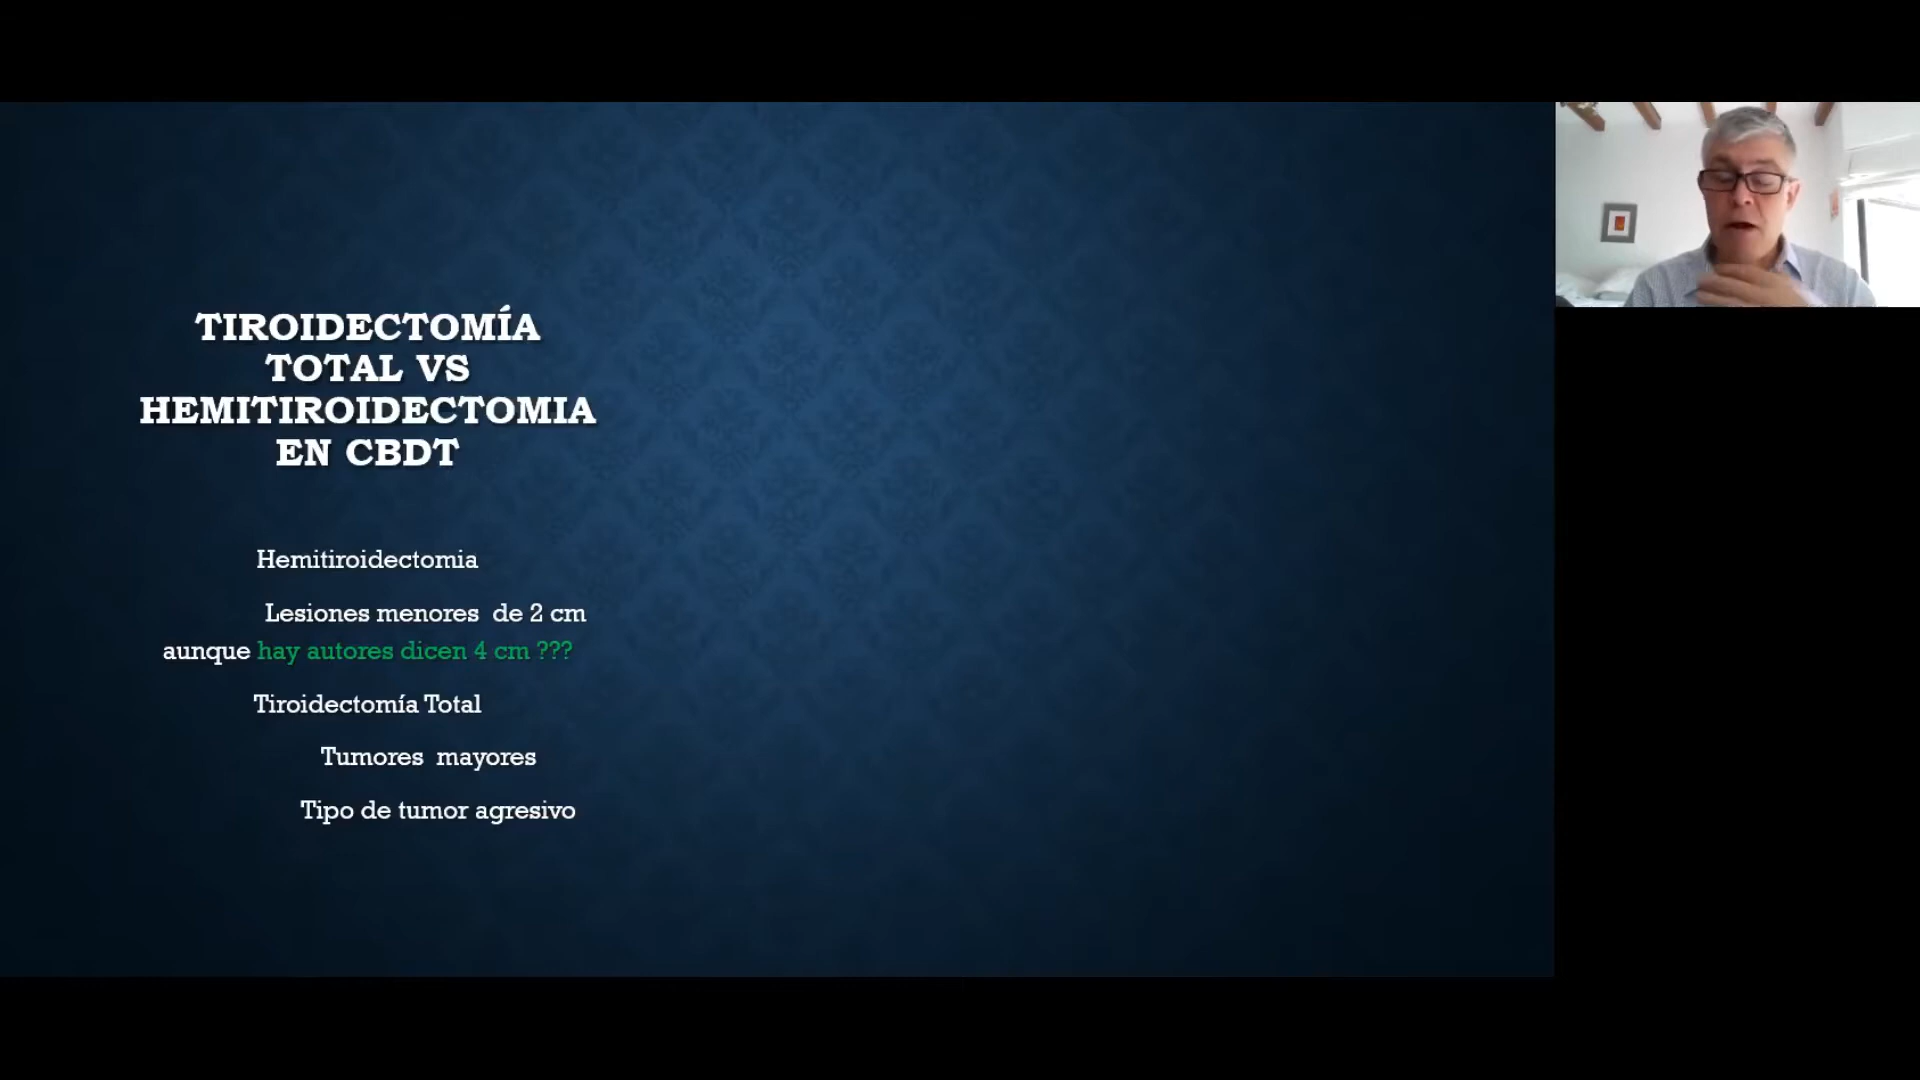 TIROIDECTOMÍA
TOTAL VS
HEMITIROIDECTOMIA
EN CBDT
Hemitiroidectomia
Lesiones menores de 2 cm
aunque hay autores dicen 4 cm ???
Tiroidectomía Total
Tumores mayores
Tipo de tumor agresivo